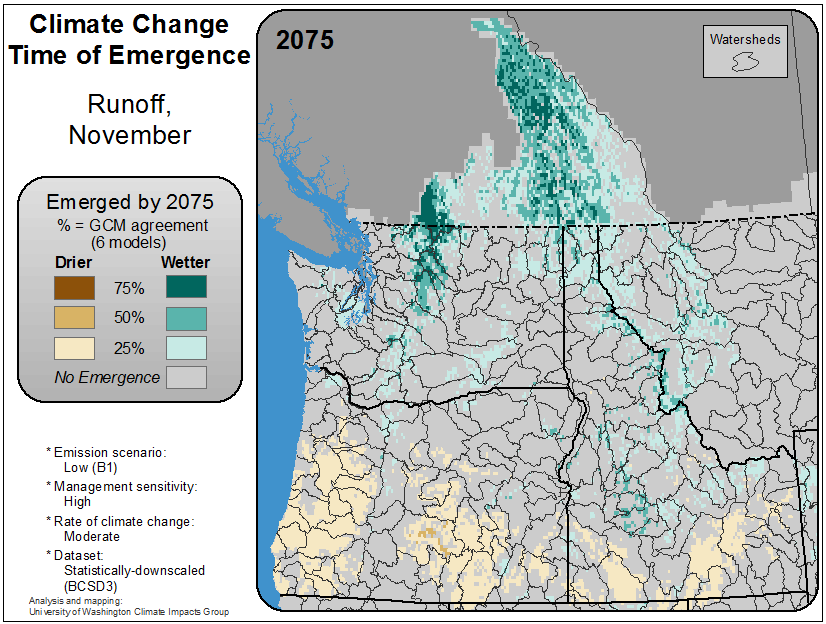 Climate Change
Time of Emergence
Runoff,
November
Emerged by 2075
% = GCM agreement
(6 models)
Drier Wetter
75%
50%
25%
No Emergence
* Emission scenario:
Low (B1)
* Management sensitivity:
High
* Rate of climate change:
Moderate
* Dataset:
Statistically-downscaled
(BCSD3)
Analysis and mapping:
University of Washington Climate Impacts Group
2075
Watersheds